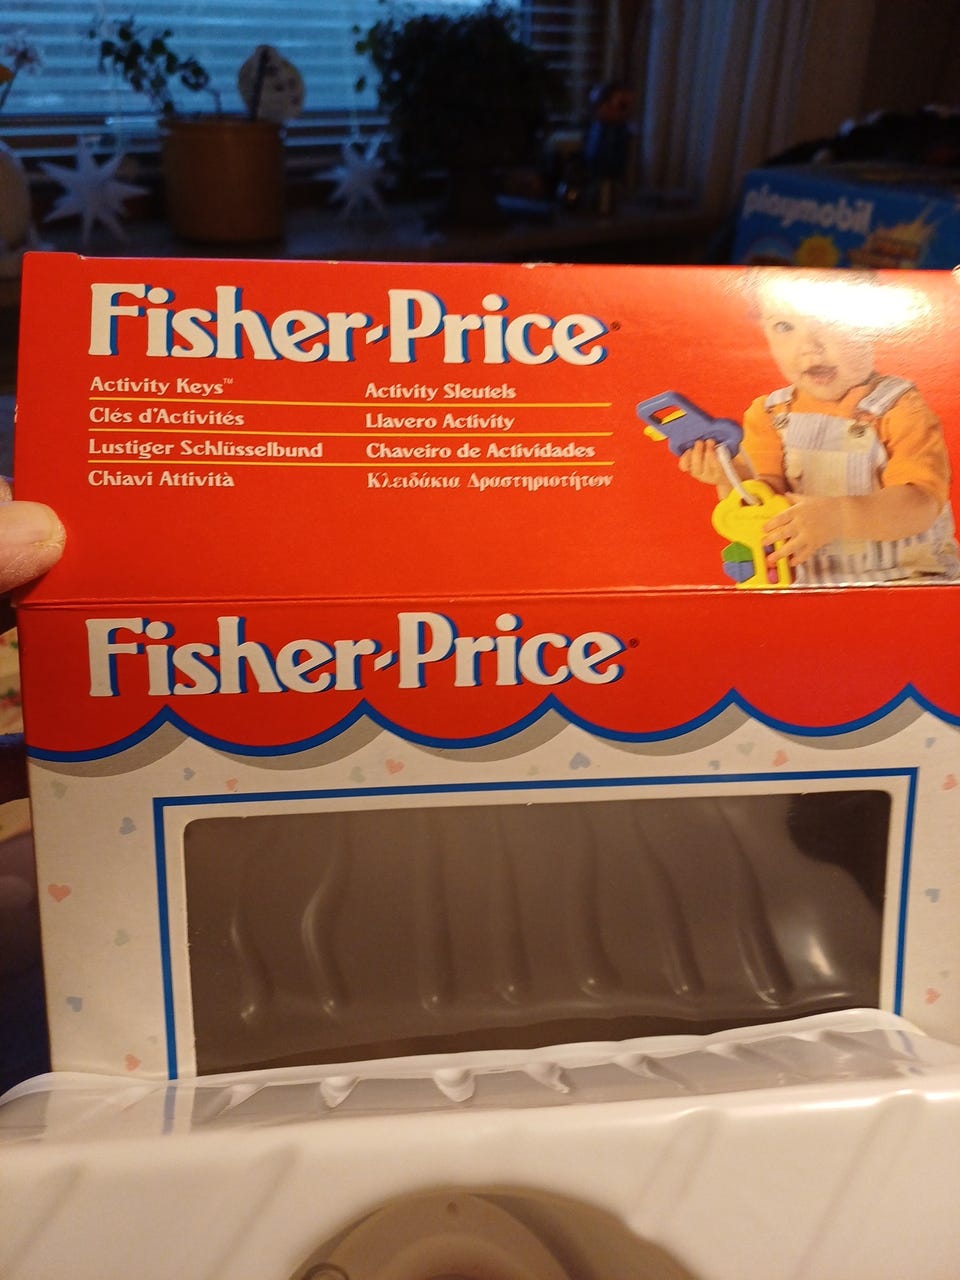 playmobil
Fisher-Price®
Activity Keys™
Clés d'Activités
Lustiger Schlüsselbund
Chiavi Attività
Activity Sleutels
Llavero Activity
Chaveiro de Actividades
Κλειδάκια Δραστηριοτήτων
Fisher-Price®